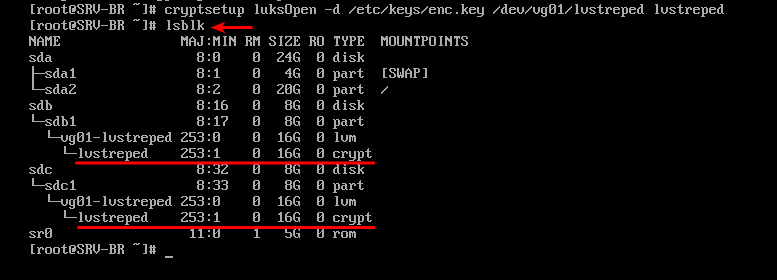 [root@SRV-BR ~]# cryptsetup luksOpen -d /etc/keys/enc.key /dev/vg01/lvstreped lvstreped
[root@SRV-BR ~]# lsblk
NAME MAJ:MIN RM SIZE RO TYPE MOUNTPOINTS
sda 8:0 0 24G 0 disk
├─sda1 8:1 0 4G 0 part [SWAP]
└─sda2 8:2 0 20G 0 part /
sdb 8:16 0 8G 0 disk
└─sdb1 8:17 0 8G 0 part
└─vg01-lvstreped 253:0 0 16G 0 lvm
└─lvstreped 253:1 0 16G 0 crypt
sdc 8:32 0 8G 0 disk
└─sdc1 8:33 0 8G 0 part
└─vg01-lvstreped 253:0 0 16G 0 lvm
└─lvstreped 253:1 0 16G 0 crypt
sr0 11:0 1 5G 0 rom
[root@SRV-BR ~]# _